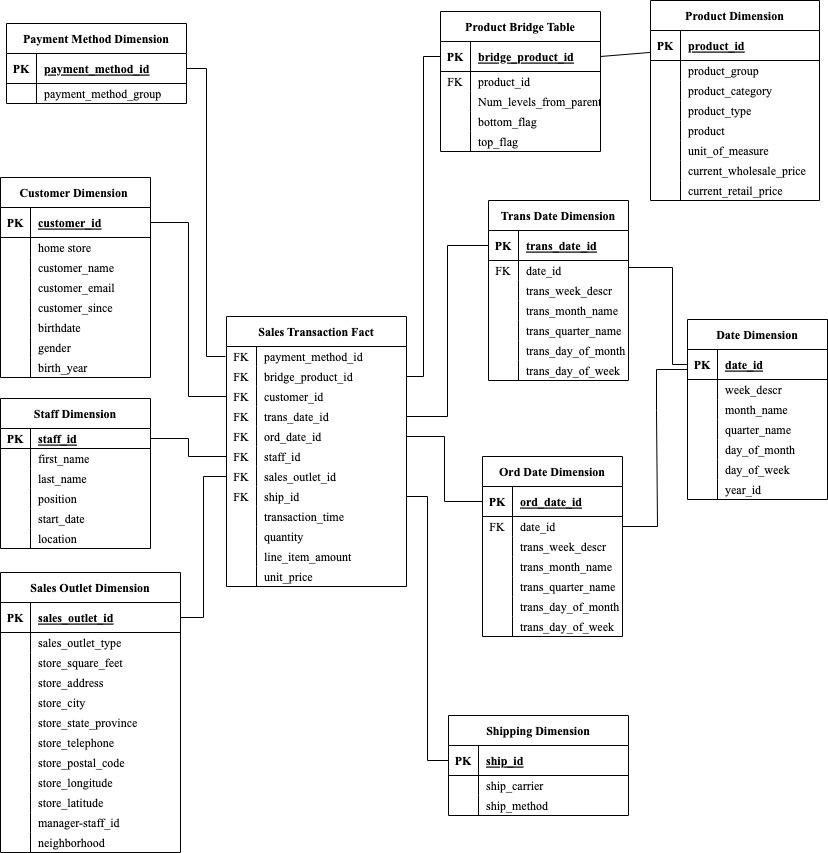 Payment Method Dimension
PK payment_method_id
payment_method_group
Product Bridge Table
PK bridge_product_id
FK product_id
Num_levels_from_parent
bottom_flag
top_flag
Product Dimension
PK product_id
product_group
product_category
product_type
product
unit_of_measure
current_wholesale_price
current_retail_price
Customer Dimension
PK customer_id
home store
customer_name
customer_email
customer_since
birthdate
gender
birth_year
Trans Date Dimension
PK trans_date_id
FK date_id
trans_week_descr
trans_month_name
trans_quarter_name
trans_day_of_month
trans_day_of_week
Sales Transaction Fact
FK payment_method_id
FK bridge_product_id
FK customer_id
FK trans_date_id
FK ord_date_id
FK staff_id
FK sales_outlet_id
FK ship_id
transaction_time
quantity
line_item_amount
unit_price
Date Dimension
PK date_id
week_descr
month_name
quarter_name
day_of_month
day_of_week
year_id
Staff Dimension
PK staff_id
first_name
last_name
position
start_date
location
Ord Date Dimension
PK ord_date_id
FK date_id
trans_week_descr
trans_month_name
trans_quarter_name
trans_day_of_month
trans_day_of_week
Sales Outlet Dimension
PK sales_outlet_id
sales_outlet_type
store_square_feet
store_address
store_city
store_state_province
store_telephone
store_postal_code
store_longitude
store_latitude
manager-staff_id
neighborhood
Shipping Dimension
PK ship_id
ship_carrier
ship_method